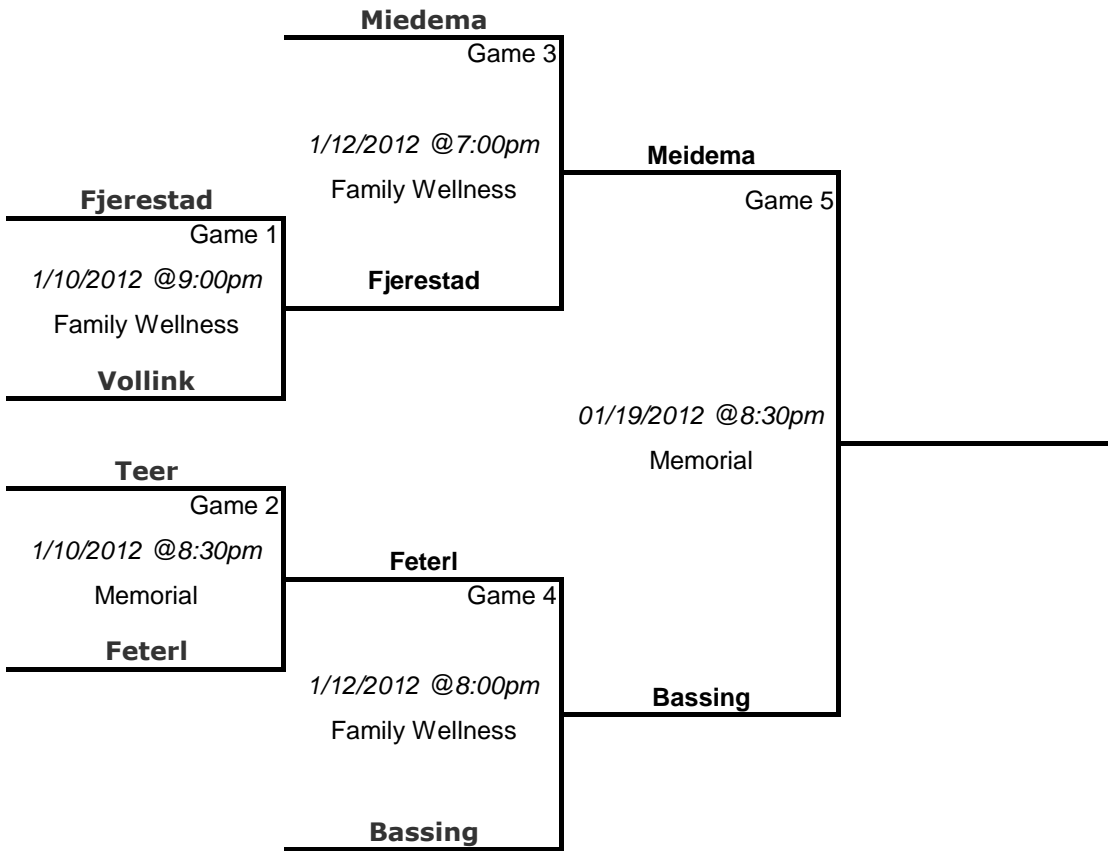 Miedema
Game 3
1/12/2012 @7:00pm
Meidema
Family Wellness
Fjerestad
Game 5
Game 1
1/10/2012 @9:00pm
Fjerestad
Family Wellness
Vollink
01/19/2012 @8:30pm
Memorial
Teer
Game 2
1/10/2012 @8:30pm
Feterl
Memorial
Game 4
Feterl
1/12/2012 @8:00pm
Bassing
Family Wellness
Bassing